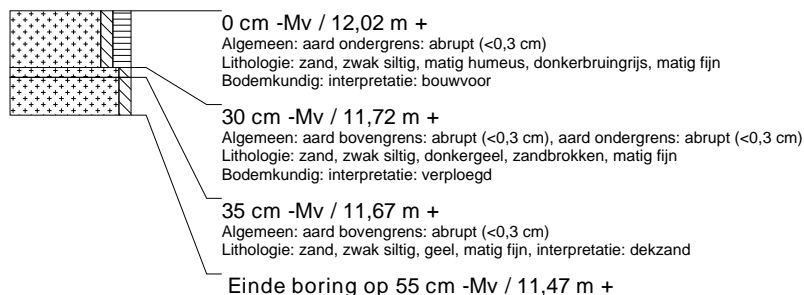 0 cm -Mv / 12,02 m +
Algemeen: aard ondergrens: abrupt (<0,3 cm)
Lithologie: zand, zwak siltig, matig humeus, donkerbruingrijs, matig fijn
Bodemkundig: interpretatie: bouwvoor
30 cm -Mv / 11,72 m +
Algemeen: aard bovengrens: abrupt (<0,3 cm), aard ondergrens: abrupt (<0,3 cm)
Lithologie: zand, zwak siltig, donkergeel, zandbrokken, matig fijn
Bodemkundig: interpretatie: verploegd
35 cm -Mv / 11,67 m +
Algemeen: aard bovengrens: abrupt (<0,3 cm)
Lithologie: zand, zwak siltig, geel, matig fijn, interpretatie: dekzand
Einde boring op 55 cm -Mv / 11,47 m +